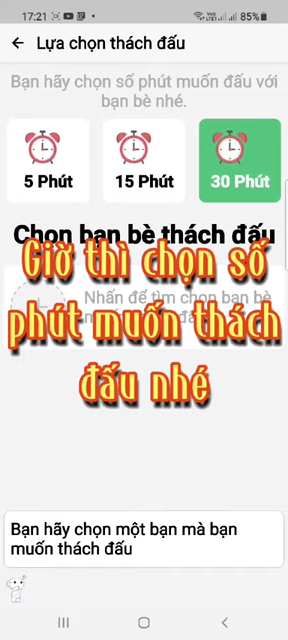 17:21
85%
Lựa chọn thách đấu
Bạn hãy chọn số phút muốn đấu với
bạn bè nhé.
5 Phút
15 Phút
30 Phút
Chọn bạn bè thách đấu
Giờ thì chọn số
phút muốn thách
đấu nhé
Nhấn để tìm chọn bạn bè
Bạn hãy chọn một bạn mà bạn
muốn thách đấu